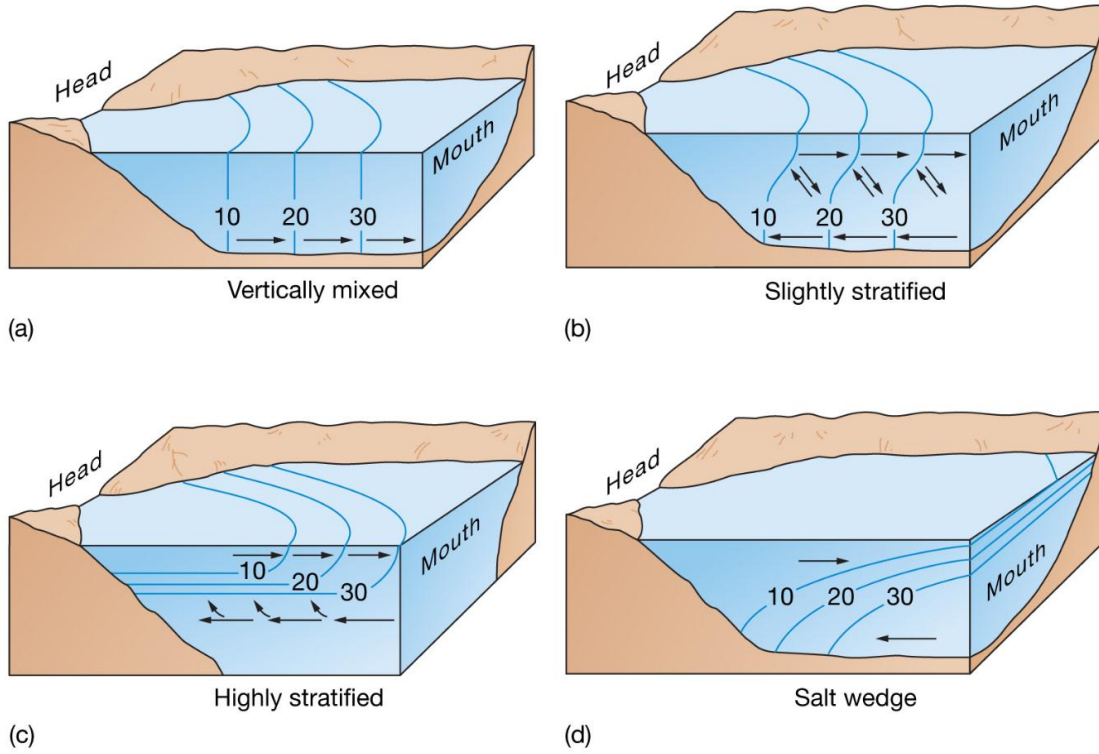 Head
Mouth
10
20
30
Vertically mixed
(a)
Head
Mouth
10
20
30
Slightly stratified
(b)
Head
Mouth
10
20
30
Highly stratified
(c)
Head
Mouth
10
20
30
Salt wedge
(d)